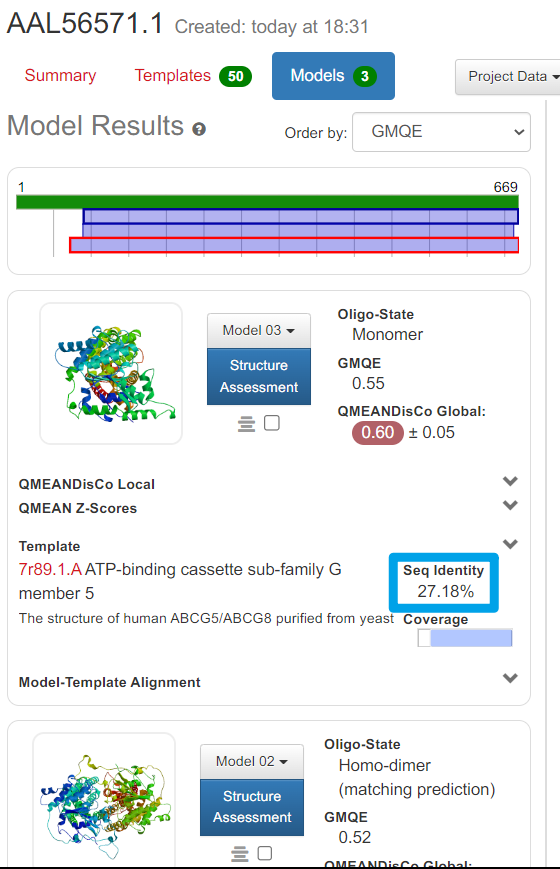 AAL56571.1 Created: today at 18:31
Summary Templates 50 Models 3 Project Data
Model Results ?
Order by: GMQE
1 669
Model 03
Structure
Assessment
Oligo-State
Monomer
GMQE
0.55
QMEANDisCo Global:
0.60 ± 0.05
QMEANDisCo Local
QMEAN Z-Scores
Template
7r89.1.A ATP-binding cassette sub-family G
member 5
The structure of human ABCG5/ABCG8 purified from yeast
Seq Identity
27.18%
Coverage
Model-Template Alignment
Model 02
Structure
Assessment
Oligo-State
Homo-dimer
(matching prediction)
GMQE
0.52
QMEANDisCo Global: